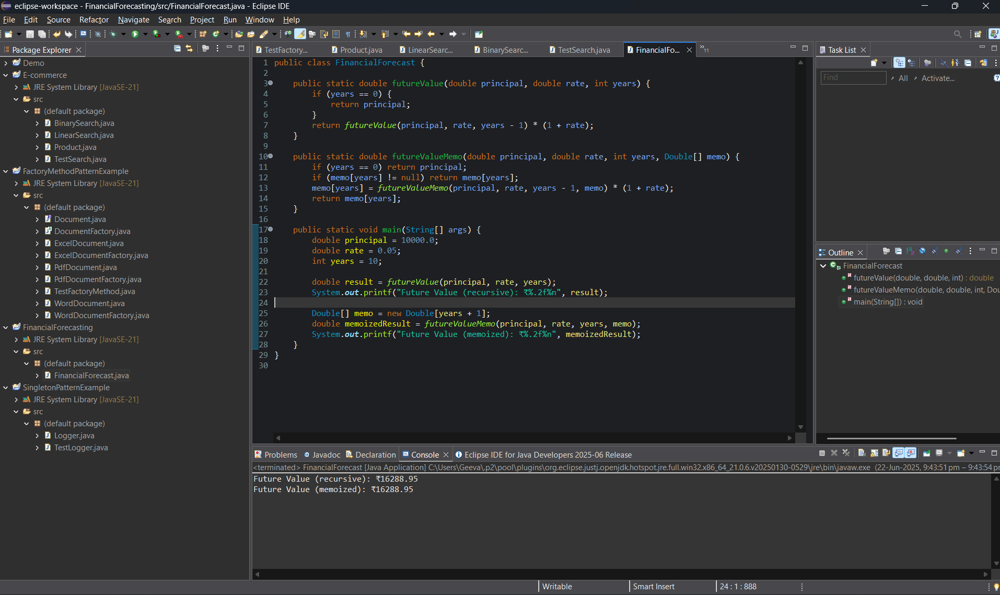 eclipse-workspace - FinancialForecasting/src/FinancialForecast.java - Eclipse IDE
File Edit Source Refactor Navigate Search Project Run Window Help
Package Explorer
Demo
E-commerce
JRE System Library [JavaSE-21]
src
(default package)
BinarySearch.java
LinearSearch.java
Product.java
TestSearch.java
FactoryMethodPatternExample
JRE System Library [JavaSE-21]
src
(default package)
Document.java
DocumentFactory.java
ExcelDocument.java
ExcelDocumentFactory.java
PdfDocument.java
PdfDocumentFactory.java
TestFactoryMethod.java
WordDocument.java
WordDocumentFactory.java
FinancialForecasting
JRE System Library [JavaSE-21]
src
(default package)
FinancialForecast.java
SingletonPatternExample
JRE System Library [JavaSE-21]
src
(default package)
Logger.java
TestLogger.java
TestFactory... Product.java LinearSearc... BinarySearc... TestSearch.java FinancialFo... »11
1 public class FinancialForecast {
2
3 public static double futureValue(double principal, double rate, int years) {
4 if (years == 0) {
5 return principal;
6 }
7 return futureValue(principal, rate, years - 1) * (1 + rate);
8 }
9
10 public static double futureValueMemo(double principal, double rate, int years, Double[] memo) {
11 if (years == 0) return principal;
12 if (memo[years] != null) return memo[years];
13 memo[years] = futureValueMemo(principal, rate, years - 1, memo) * (1 + rate);
14 return memo[years];
15 }
16
17 public static void main(String[] args) {
18 double principal = 10000.0;
19 double rate = 0.05;
20 int years = 10;
21
22 double result = futureValue(principal, rate, years);
23 System.out.printf("Future Value (recursive): ₹%.2f%n", result);
24
25 Double[] memo = new Double[years + 1];
26 double memoizedResult = futureValueMemo(principal, rate, years, memo);
27 System.out.printf("Future Value (memoized): ₹%.2f%n", memoizedResult);
28 }
29 }
30
Task List
Find All Activate...
Outline
FinancialForecast
futureValue(double, double, int) : double
futureValueMemo(double, double, int, Dou
main(String[]) : void
Problems Javadoc Declaration Console Eclipse IDE for Java Developers 2025-06 Release
<terminated> FinancialForecast [Java Application] C:\Users\Geeva\.p2\pool\plugins\org.eclipse.justj.openjdk.hotspot.jre.full.win32.x86_64_21.0.6.v20250130-0529\jre\bin\javaw.exe (22-Jun-2025, 9:43:51 pm – 9:43:54 pm
Future Value (recursive): ₹16288.95
Future Value (memoized): ₹16288.95
Writable Smart Insert 24 : 1 : 888